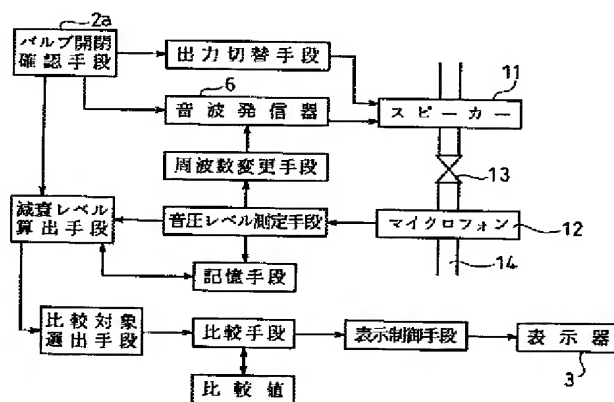 2a
バルブ開閉
確認手段
出力切替手段
11
スピーカー
6
音波発信器
13
周波数変更手段
減衰レベル
算出手段
音圧レベル測定手段
マイクロフォン
12
14
記憶手段
比較対象
選出手段
比較手段
表示制御手段
表示器
3
比較値